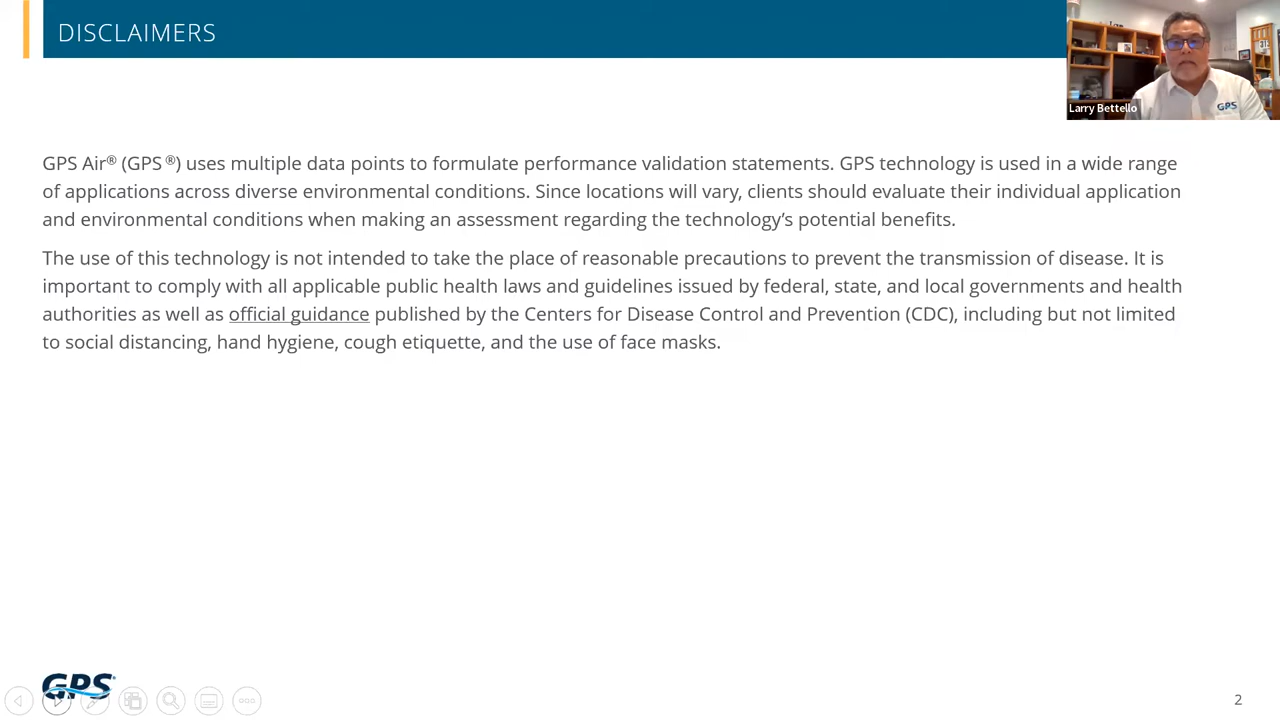 DISCLAIMERS
GPS
Larry Bettello
GPS Air® (GPS ®) uses multiple data points to formulate performance validation statements. GPS technology is used in a wide range
of applications across diverse environmental conditions. Since locations will vary, clients should evaluate their individual application
and environmental conditions when making an assessment regarding the technology’s potential benefits.
The use of this technology is not intended to take the place of reasonable precautions to prevent the transmission of disease. It is
important to comply with all applicable public health laws and guidelines issued by federal, state, and local governments and health
authorities as well as official guidance published by the Centers for Disease Control and Prevention (CDC), including but not limited
to social distancing, hand hygiene, cough etiquette, and the use of face masks.
GPS
2